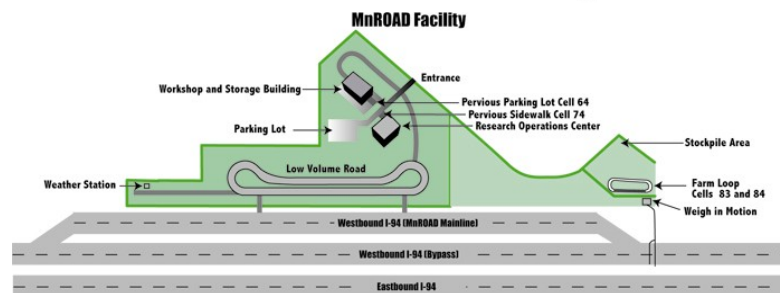 MnROAD Facility
Entrance
Workshop and Storage Building
Pervious Parking Lot Cell 64
Pervious Sidewalk Cell 74
Parking Lot
Research Operations Center
Stockpile Area
Low Volume Road
Weather Station
Farm Loop
Cells 83 and 84
Weigh in Motion
Westbound I-94 (MnROAD Mainline)
Westbound I-94 (Bypass)
Eastbound I-94